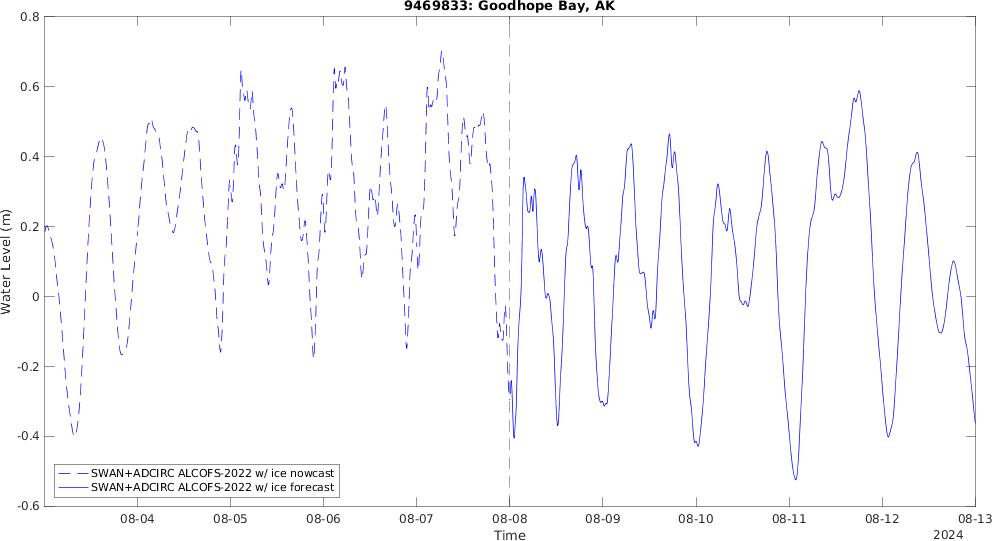 9469833: Goodhope Bay, AK
Water Level (m)
0.8
0.6
0.4
0.2
0
-0.2
-0.4
-0.6
SWAN+ADCIRC ALCOFS-2022 w/ ice nowcast
SWAN+ADCIRC ALCOFS-2022 w/ ice forecast
08-04 08-05 08-06 08-07 08-08 08-09 08-10 08-11 08-12 08-13
Time
2024